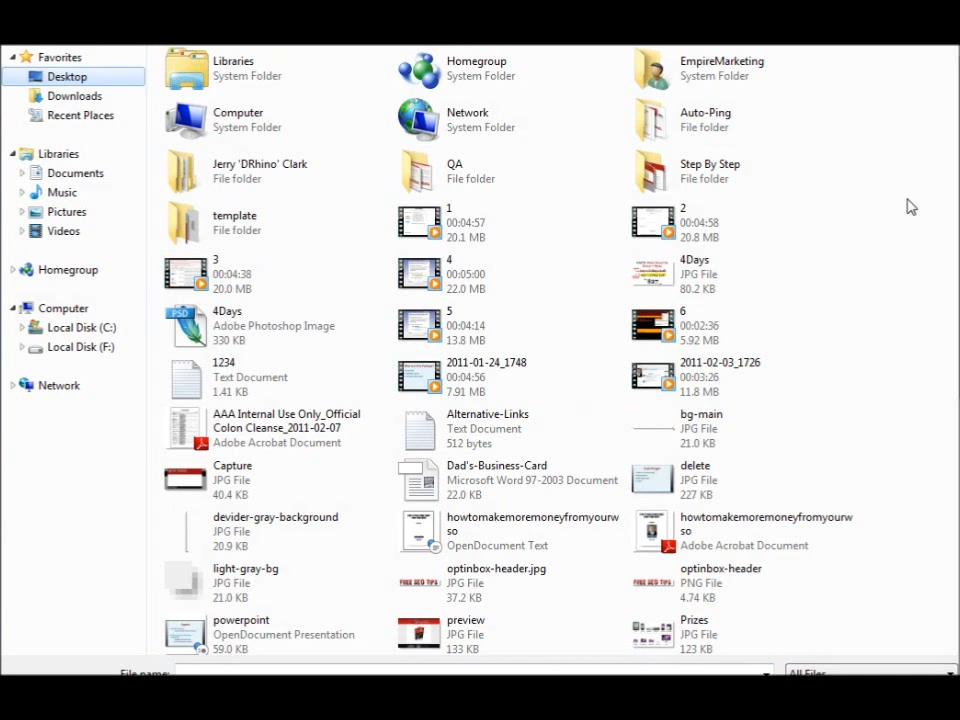 Favorites
Desktop
Downloads
Recent Places
Libraries
Documents
Music
Pictures
Videos
Homegroup
Computer
Local Disk (C:)
Local Disk (F:)
Network
Libraries
System Folder
Homegroup
System Folder
EmpireMarketing
System Folder
Computer
System Folder
Network
System Folder
Auto-Ping
File folder
Jerry 'DRhino' Clark
File folder
QA
File folder
Step By Step
File folder
template
File folder
1
00:04:57
20.1 MB
2
00:04:58
20.8 MB
3
00:04:38
20.0 MB
4
00:05:00
22.0 MB
4Days
JPG File
80.2 KB
4Days
Adobe Photoshop Image
330 KB
5
00:04:14
13.8 MB
6
00:02:36
5.92 MB
1234
Text Document
1.41 KB
2011-01-24_1748
00:04:56
7.91 MB
2011-02-03_1726
00:03:26
11.8 MB
AAA Internal Use Only_Official
Colon Cleanse_2011-02-07
Adobe Acrobat Document
Alternative-Links
Text Document
512 bytes
bg-main
JPG File
21.0 KB
Capture
JPG File
40.4 KB
Dad's-Business-Card
Microsoft Word 97-2003 Document
22.0 KB
delete
JPG File
227 KB
devider-gray-background
JPG File
20.9 KB
howtomakemoremoneyfromyourw
so
OpenDocument Text
howtomakemoremoneyfromyourw
so
Adobe Acrobat Document
light-gray-bg
JPG File
21.0 KB
FREE SEO TIPS
optinbox-header.jpg
JPG File
37.2 KB
FREE SEO TIPS
optinbox-header
PNG File
4.74 KB
powerpoint
OpenDocument Presentation
59.0 KB
preview
JPG File
133 KB
Prizes
JPG File
123 KB
File name:
All Files
PSD